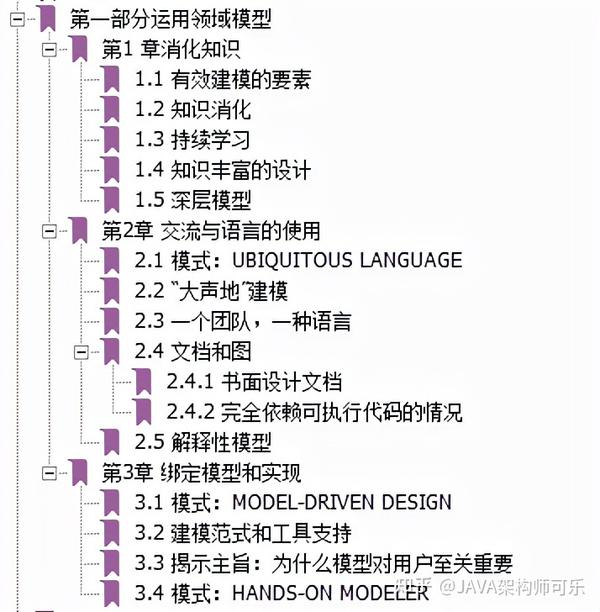 第一部分运用领域模型
第1 章消化知识
1.1 有效建模的要素
1.2 知识消化
1.3 持续学习
1.4 知识丰富的设计
1.5 深层模型
第2章 交流与语言的使用
2.1 模式：UBIQUITOUS LANGUAGE
2.2 “大声地”建模
2.3 一个团队，一种语言
2.4 文档和图
2.4.1 书面设计文档
2.4.2 完全依赖可执行代码的情况
2.5 解释性模型
第3章 绑定模型和实现
3.1 模式：MODEL-DRIVEN DESIGN
3.2 建模范式和工具支持
3.3 揭示主旨：为什么模型对用户至关重要
3.4 模式：HANDS-ON MODELER
知乎 @JAVA架构师可乐